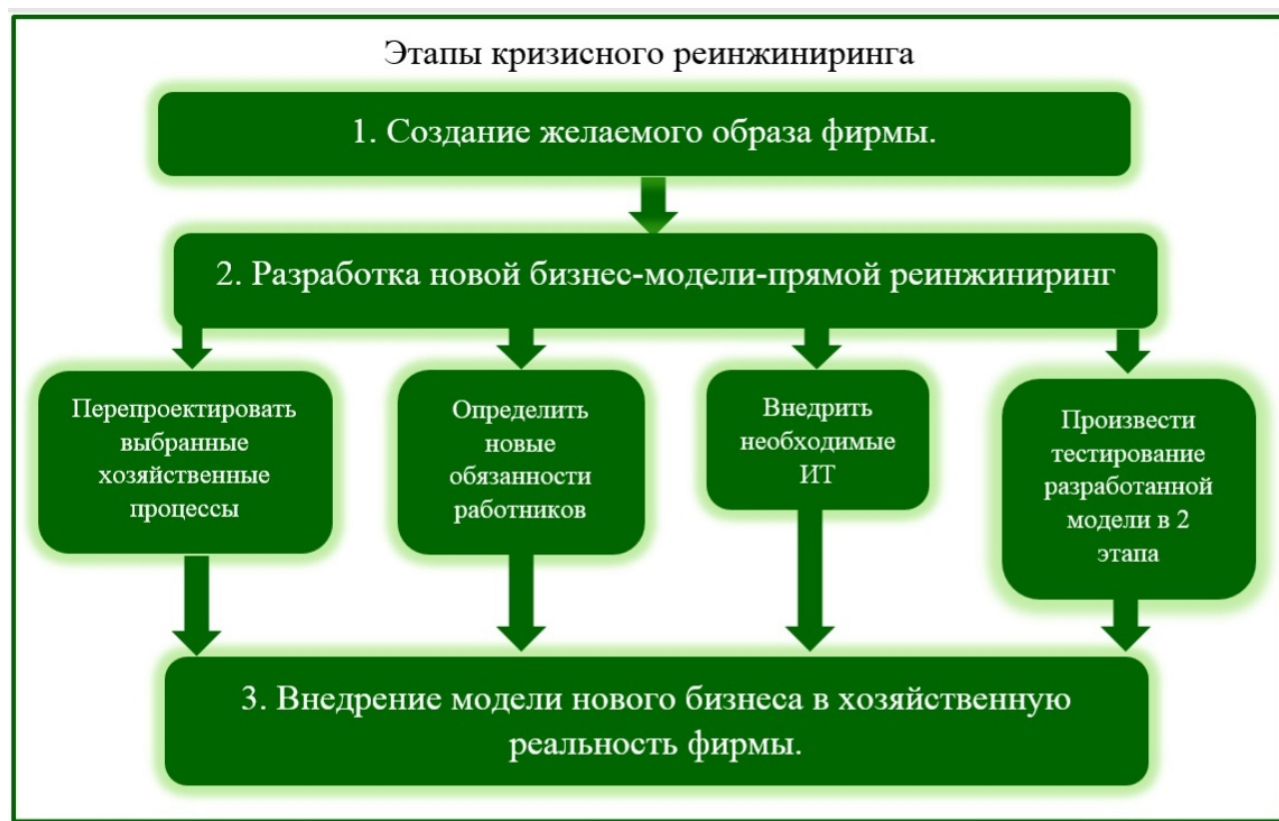 Этапы кризисного реинжиниринга
1. Создание желаемого образа фирмы.
2. Разработка новой бизнес-модели-прямой реинжиниринг
Перепроектировать
выбранные
хозяйственные
процессы
Определить
новые
обязанности
работников
Внедрить
необходимые
ИТ
Произвести
тестирование
разработанной
модели в 2
этапа
3. Внедрение модели нового бизнеса в хозяйственную
реальность фирмы.